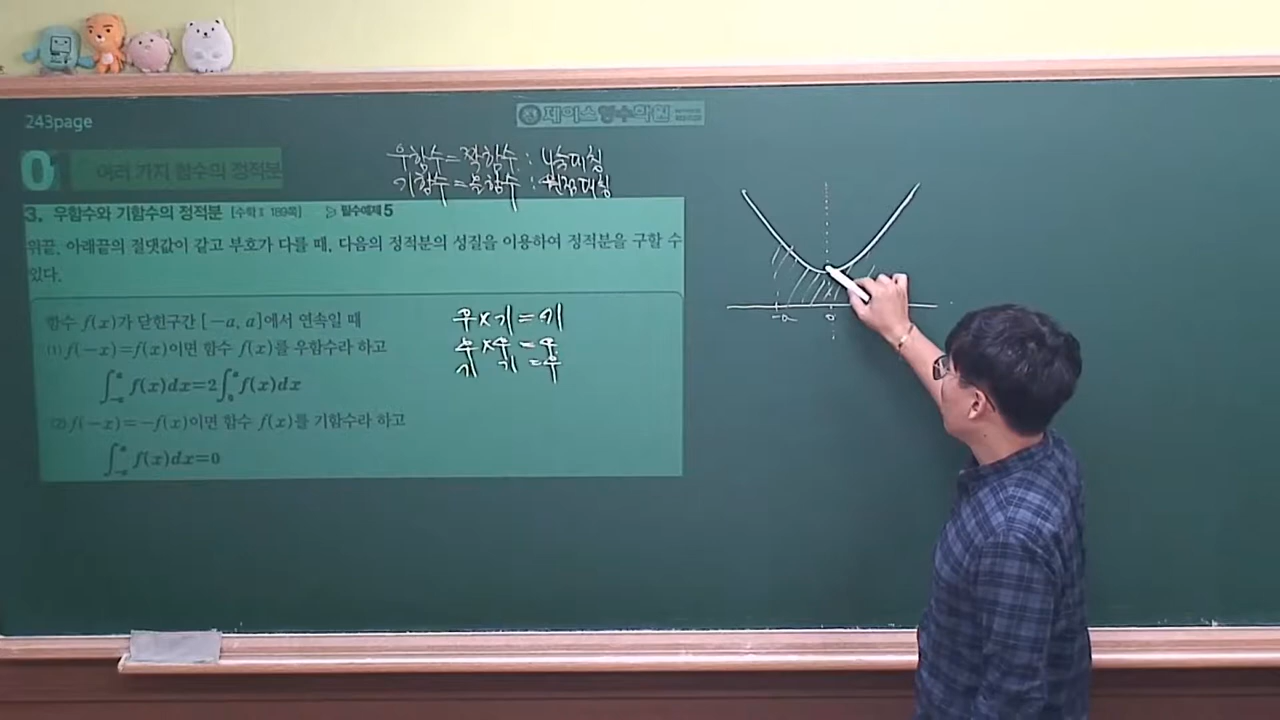 243page
제이스영수학원
여러 가지 함수의 정적분
우함수=짝함수 : y축대칭
기함수=홀함수 : 원점대칭
3. 우함수와 기함수의 정적분 [수학Ⅱ 189쪽] ▷ 필수예제 5
위끝, 아래끝의 절댓값이 같고 부호가 다를 때, 다음의 정적분의 성질을 이용하여 정적분을 구할 수
있다.
함수 f(x)가 닫힌구간 [-a, a]에서 연속일 때
(1) f(-x)=f(x)이면 함수 f(x)를 우함수라 하고
∫_{-a}^{a} f(x)dx=2∫_{0}^{a} f(x)dx
(2) f(-x)=-f(x)이면 함수 f(x)를 기함수라 하고
∫_{-a}^{a} f(x)dx=0
우×기=기
우×우=우
기 기=우
-a 0